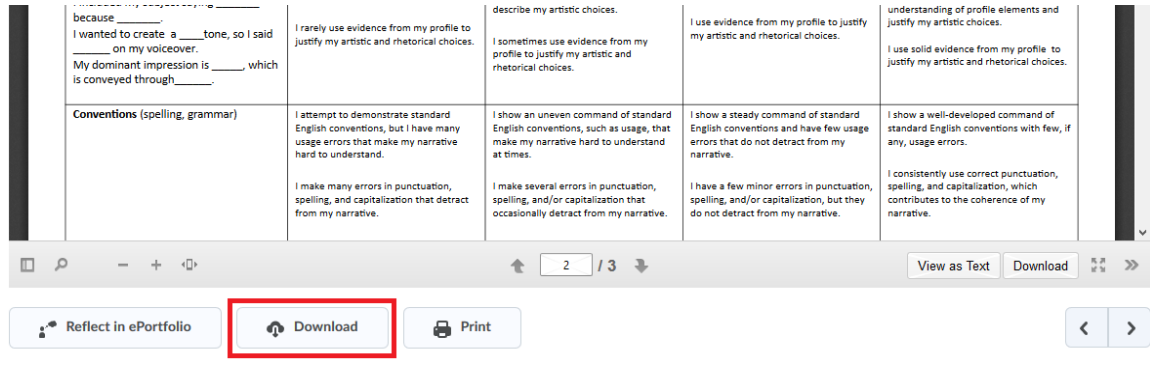 because _______.
I wanted to create a ____tone, so I said
______ on my voiceover.
My dominant impression is _____, which
is conveyed through______.
I rarely use evidence from my profile to
justify my artistic and rhetorical choices.
describe my artistic choices.
I sometimes use evidence from my
profile to justify my artistic and
rhetorical choices.
I use evidence from my profile to justify
my artistic and rhetorical choices.
understanding of profile elements and
justify my artistic choices.
I use solid evidence from my profile to
justify my artistic and rhetorical choices.
Conventions (spelling, grammar)
I attempt to demonstrate standard
English conventions, but I have many
usage errors that make my narrative
hard to understand.
I make many errors in punctuation,
spelling, and capitalization that detract
from my narrative.
I show an uneven command of standard
English conventions, such as usage, that
make my narrative hard to understand
at times.
I make several errors in punctuation,
spelling, and/or capitalization that
occasionally detract from my narrative.
I show a steady command of standard
English conventions and have few usage
errors that do not detract from my
narrative.
I have a few minor errors in punctuation,
spelling, and/or capitalization, but they
do not detract from my narrative.
I show a well-developed command of
standard English conventions with few, if
any, usage errors.
I consistently use correct punctuation,
spelling, and capitalization, which
contributes to the coherence of my
narrative.
2 / 3
View as Text
Download
Reflect in ePortfolio
Download
Print